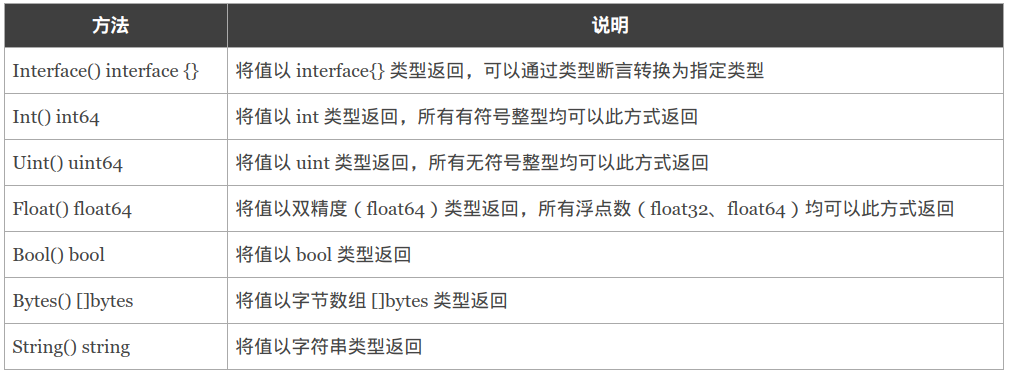 方法 说明
Interface() interface {} 将值以 interface{} 类型返回，可以通过类型断言转换为指定类型
Int() int64 将值以 int 类型返回，所有有符号整型均可以此方式返回
Uint() uint64 将值以 uint 类型返回，所有无符号整型均可以此方式返回
Float() float64 将值以双精度（float64）类型返回，所有浮点数（float32、float64）均可以此方式返回
Bool() bool 将值以 bool 类型返回
Bytes() []bytes 将值以字节数组 []bytes 类型返回
String() string 将值以字符串类型返回